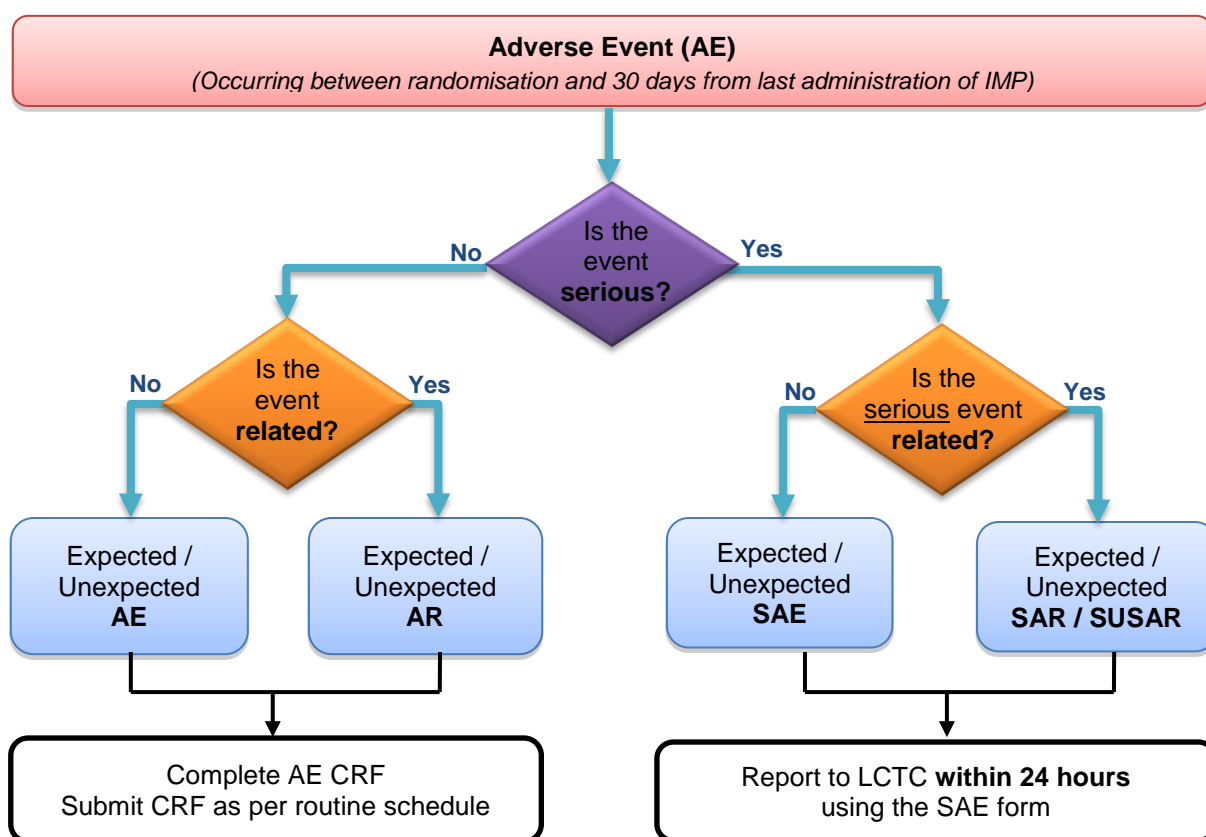 Adverse Event (AE)
(Occurring between randomisation and 30 days from last administration of IMP)
Is the
event
serious?
No
Yes
Is the
event
related?
No
Yes
Is the
serious event
related?
No
Yes
Expected /
Unexpected
AE
Expected /
Unexpected
AR
Expected /
Unexpected
SAE
Expected /
Unexpected
SAR / SUSAR
Complete AE CRF
Submit CRF as per routine schedule
Report to LCTC within 24 hours
using the SAE form